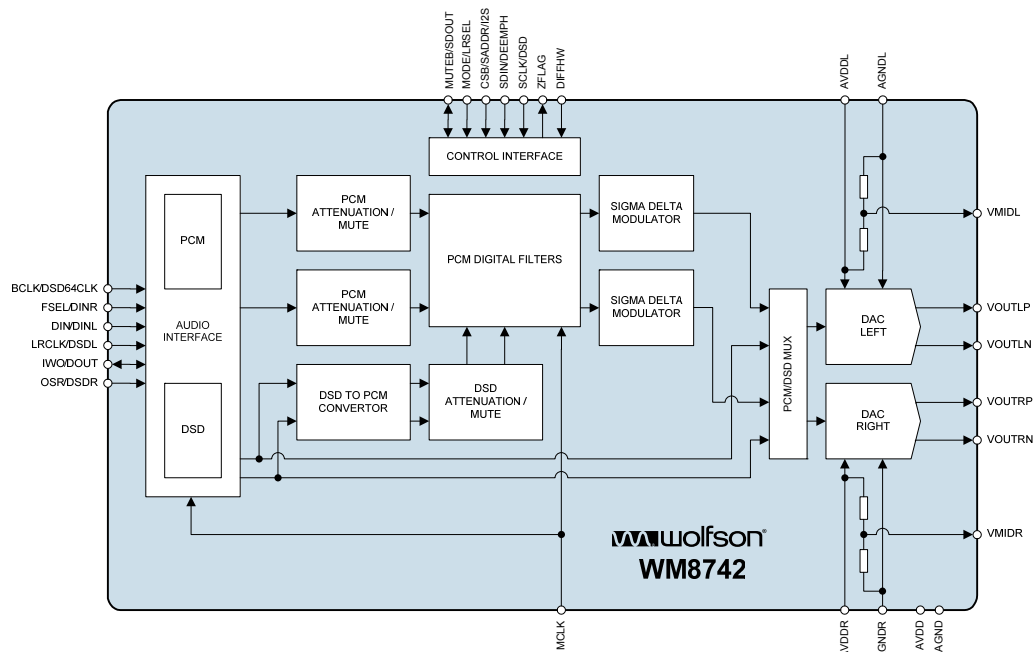 MUTEB/SDOUT
MODE/LRSEL
CSB/SADDR/I2S
SDIN/DEEMPH
SCLK/DSD
ZFLAG
DIFFHW
AVDDL
AGNDL
CONTROL INTERFACE
PCM
PCM
ATTENUATION /
MUTE
PCM DIGITAL FILTERS
SIGMA DELTA
MODULATOR
VMIDL
BCLK/DSD64CLK
FSEL/DINR
DIN/DINL
LRCLK/DSDL
IWO/DOUT
OSR/DSDR
AUDIO
INTERFACE
PCM
ATTENUATION /
MUTE
SIGMA DELTA
MODULATOR
PCM/DSD MUX
DAC
LEFT
VOUTLP
VOUTLN
DSD
DSD TO PCM
CONVERTOR
DSD
ATTENUATION /
MUTE
DAC
RIGHT
VOUTRP
VOUTRN
VMIDR
wolfson®
WM8742
MCLK
AVDDR
GNDR
AVDD
AGND